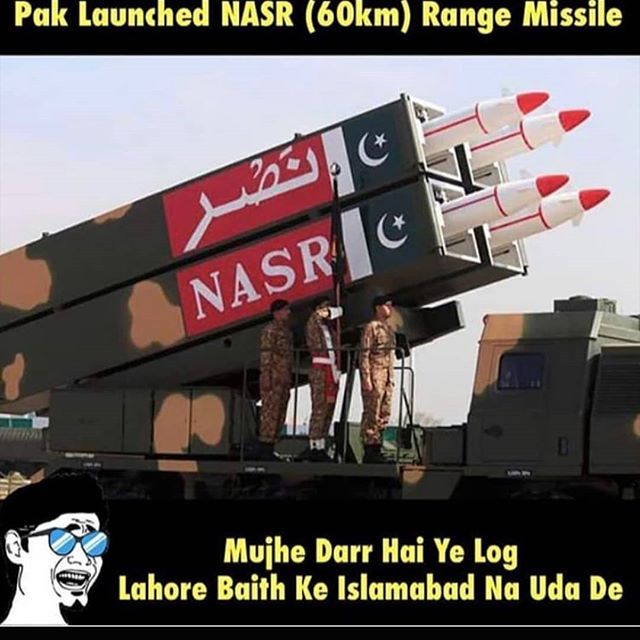 Pak Launched NASR (60km) Range Missile
نَصْر
NASR
Mujhe Darr Hai Ye Log
Lahore Baith Ke Islamabad Na Uda De